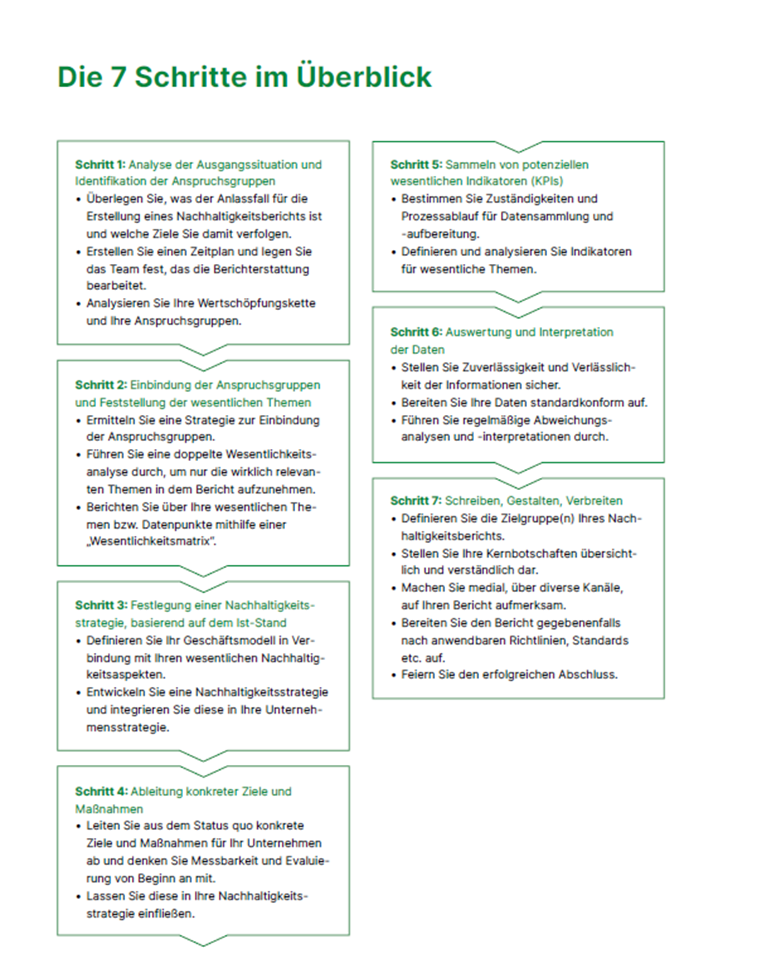 Die 7 Schritte im Überblick
Schritt 1: Analyse der Ausgangssituation und
Identifikation der Anspruchsgruppen
• Überlegen Sie, was der Anlassfall für die
Erstellung eines Nachhaltigkeitsberichts ist
und welche Ziele Sie damit verfolgen.
• Erstellen Sie einen Zeitplan und legen Sie
das Team fest, das die Berichterstattung
bearbeitet.
• Analysieren Sie Ihre Wertschöpfungskette
und Ihre Anspruchsgruppen.
Schritt 2: Einbindung der Anspruchsgruppen
und Feststellung der wesentlichen Themen
• Ermitteln Sie eine Strategie zur Einbindung
der Anspruchsgruppen.
• Führen Sie eine doppelte Wesentlichkeits-
analyse durch, um nur die wirklich relevan-
ten Themen in dem Bericht aufzunehmen.
• Berichten Sie über Ihre wesentlichen The-
men bzw. Datenpunkte mithilfe einer
„Wesentlichkeitsmatrix".
Schritt 3: Festlegung einer Nachhaltigkeits-
strategie, basierend auf dem Ist-Stand
• Definieren Sie Ihr Geschäftsmodell in Ver-
bindung mit Ihren wesentlichen Nachhaltig-
keitsaspekten.
• Entwickeln Sie eine Nachhaltigkeitsstrategie
und integrieren Sie diese in Ihre Unterneh-
mensstrategie.
Schritt 4: Ableitung konkreter Ziele und
Maßnahmen
• Leiten Sie aus dem Status quo konkrete
Ziele und Maßnahmen für Ihr Unternehmen
ab und denken Sie Messbarkeit und Evaluie-
rung von Beginn an mit.
• Lassen Sie diese in Ihre Nachhaltigkeits-
strategie einfließen.
Schritt 5: Sammeln von potenziellen
wesentlichen Indikatoren (KPIs)
• Bestimmen Sie Zuständigkeiten und
Prozessablauf für Datensammlung und
-aufbereitung.
• Definieren und analysieren Sie Indikatoren
für wesentliche Themen.
Schritt 6: Auswertung und Interpretation
der Daten
• Stellen Sie Zuverlässigkeit und Verlässlich-
keit der Informationen sicher.
• Bereiten Sie Ihre Daten standardkonform auf.
• Führen Sie regelmäßige Abweichungs-
analysen und -interpretationen durch.
Schritt 7: Schreiben, Gestalten, Verbreiten
• Definieren Sie die Zielgruppe(n) Ihres Nach-
haltigkeitsberichts.
• Stellen Sie Ihre Kernbotschaften übersicht-
lich und verständlich dar.
• Machen Sie medial, über diverse Kanäle,
auf Ihren Bericht aufmerksam.
• Bereiten Sie den Bericht gegebenenfalls
nach anwendbaren Richtlinien, Standards
etc. auf.
• Feiern Sie den erfolgreichen Abschluss.